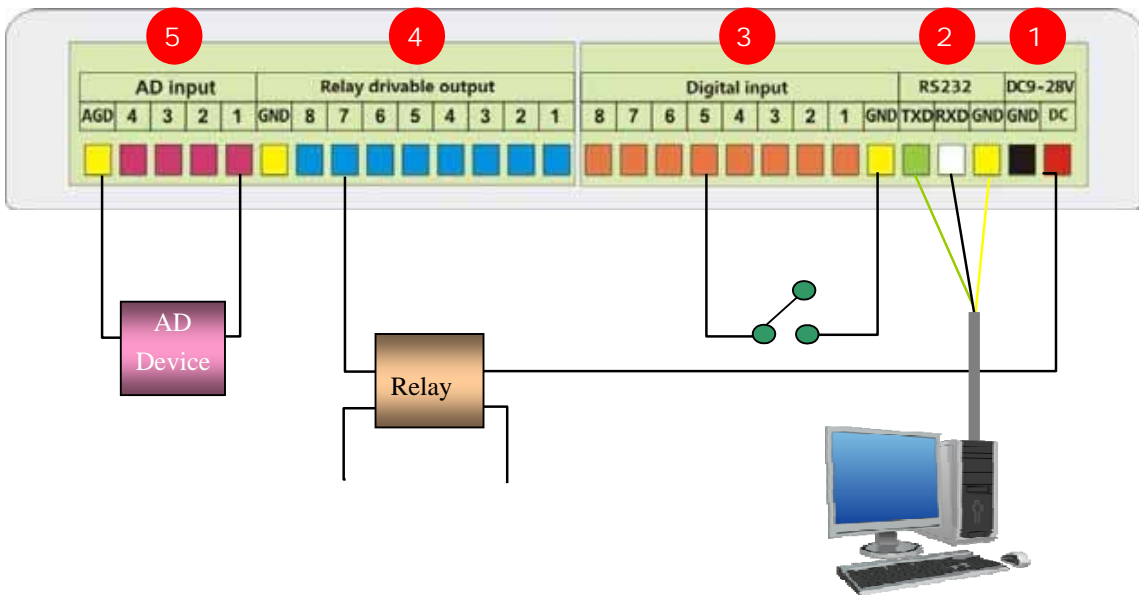 5 4 3 2 1
AD input Relay drivable output Digital input RS232 DC9-28V
AGD 4 3 2 1 GND 8 7 6 5 4 3 2 1 8 7 6 5 4 3 2 1 GND TXD RXD GND GND DC
AD
Device
Relay